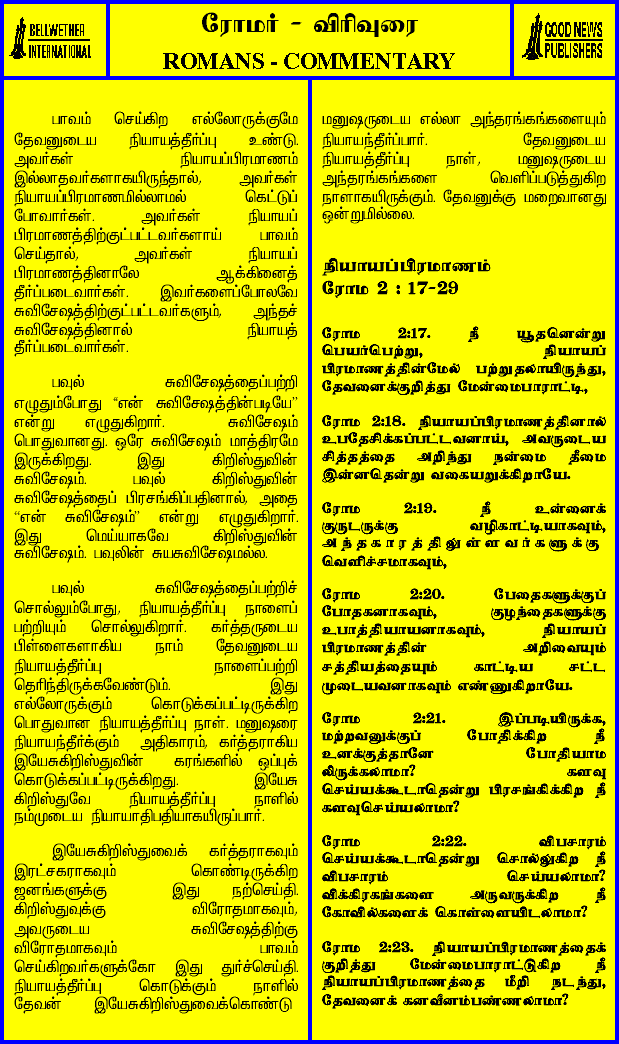 BELLWETHER
INTERNATIONAL
ரோமர் - விரிவுரை
ROMANS - COMMENTARY
GOOD NEWS
PUBLISHERS
பாவம் செய்கிற எல்லோருக்குமே
தேவனுடைய நியாயத்தீர்ப்பு உண்டு.
அவர்கள் நியாயப்பிரமாணம்
இல்லாதவர்களாகயிருந்தால், அவர்கள்
நியாயப்பிரமாணமில்லாமல் கெட்டுப்
போவார்கள். அவர்கள் நியாயப்
பிரமாணத்திற்குட்பட்டவர்களாய் பாவம்
செய்தால், அவர்கள் நியாயப்
பிரமாணத்தினாலே ஆக்கினைத்
தீர்ப்படைவார்கள். இவர்களைப்போலவே
சுவிசேஷத்திற்குட்பட்டவர்களும், அந்தச்
சுவிசேஷத்தினால் நியாயத்
தீர்ப்படைவார்கள்.
பவுல் சுவிசேஷத்தைப்பற்றி
எழுதும்போது “என் சுவிசேஷத்தின்படியே”
என்று எழுதுகிறார். சுவிசேஷம்
பொதுவானது. ஒரே சுவிசேஷம் மாத்திரமே
இருக்கிறது. இது கிறிஸ்துவின்
சுவிசேஷம். பவுல் கிறிஸ்துவின்
சுவிசேஷத்தைப் பிரசங்கிப்பதினால், அதை
“என் சுவிசேஷம்” என்று எழுதுகிறார்.
இது மெய்யாகவே கிறிஸ்துவின்
சுவிசேஷம். பவுலின் சுயசுவிசேஷமல்ல.
பவுல் சுவிசேஷத்தைப்பற்றிச்
சொல்லும்போது, நியாயத்தீர்ப்பு நாளைப்
பற்றியும் சொல்லுகிறார். கர்த்தருடைய
பிள்ளைகளாகிய நாம் தேவனுடைய
நியாயத்தீர்ப்பு நாளைப்பற்றி
தெரிந்திருக்கவேண்டும். இது
எல்லோருக்கும் கொடுக்கப்பட்டிருக்கிற
பொதுவான நியாயத்தீர்ப்பு நாள். மனுஷரை
நியாயந்தீர்க்கும் அதிகாரம், கர்த்தராகிய
இயேசுகிறிஸ்துவின் கரங்களில் ஒப்புக்
கொடுக்கப்பட்டிருக்கிறது. இயேசு
கிறிஸ்துவே நியாயத்தீர்ப்பு நாளில்
நம்முடைய நியாயாதிபதியாகயிருப்பார்.
இயேசுகிறிஸ்துவைக் கர்த்தராகவும்
இரட்சகராகவும் கொண்டிருக்கிற
ஜனங்களுக்கு இது நற்செய்தி.
கிறிஸ்துவுக்கு விரோதமாகவும்,
அவருடைய சுவிசேஷத்திற்கு
விரோதமாகவும் பாவம்
செய்கிறவர்களுக்கோ இது துர்ச்செய்தி.
நியாயத்தீர்ப்பு கொடுக்கும் நாளில்
தேவன் இயேசுகிறிஸ்துவைக்கொண்டு
மனுஷருடைய எல்லா அந்தரங்கங்களையும்
நியாயந்தீர்ப்பார். தேவனுடைய
நியாயத்தீர்ப்பு நாள், மனுஷருடைய
அந்தரங்கங்களை வெளிப்படுத்துகிற
நாளாகயிருக்கும். தேவனுக்கு மறைவானது
ஒன்றுமில்லை.
நியாயப்பிரமாணம்
ரோம 2 : 17-29
ரோம 2:17. நீ யூதனென்று
பெயர்பெற்று, நியாயப்
பிரமாணத்தின்மேல் பற்றுதலாயிருந்து,
தேவனைக்குறித்து மேன்மைபாராட்டி,
ரோம 2:18. நியாயப்பிரமாணத்தினால்
உபதேசிக்கப்பட்டவனாய், அவருடைய
சித்தத்தை அறிந்து நன்மை தீமை
இன்னதென்று வகையறுக்கிறாயே.
ரோம 2:19. நீ உன்னைக்
குருடருக்கு வழிகாட்டியாகவும்,
அந்தகாரத்திலுள்ளவர்களுக்கு
வெளிச்சமாகவும்,
ரோம 2:20. பேதைகளுக்குப்
போதகனாகவும், குழந்தைகளுக்கு
உபாத்தியாயனாகவும், நியாயப்
பிரமாணத்தின் அறிவையும்
சத்தியத்தையும் காட்டிய சட்ட
முடையவனாகவும் எண்ணுகிறாயே.
ரோம 2:21. இப்படியிருக்க,
மற்றவனுக்குப் போதிக்கிற நீ
உனக்குத்தானே போதியாம
லிருக்கலாமா? களவு
செய்யக்கூடாதென்று பிரசங்கிக்கிற நீ
களவுசெய்யலாமா?
ரோம 2:22. விபசாரம்
செய்யக்கூடாதென்று சொல்லுகிற நீ
விபசாரம் செய்யலாமா?
விக்கிரகங்களை அருவருக்கிற நீ
கோவில்களைக் கொள்ளையிடலாமா?
ரோம 2:23. நியாயப்பிரமாணத்தைக்
குறித்து மேன்மைபாராட்டுகிற நீ
நியாயப்பிரமாணத்தை மீறி நடந்து,
தேவனைக் கனவீனம்பண்ணலாமா?